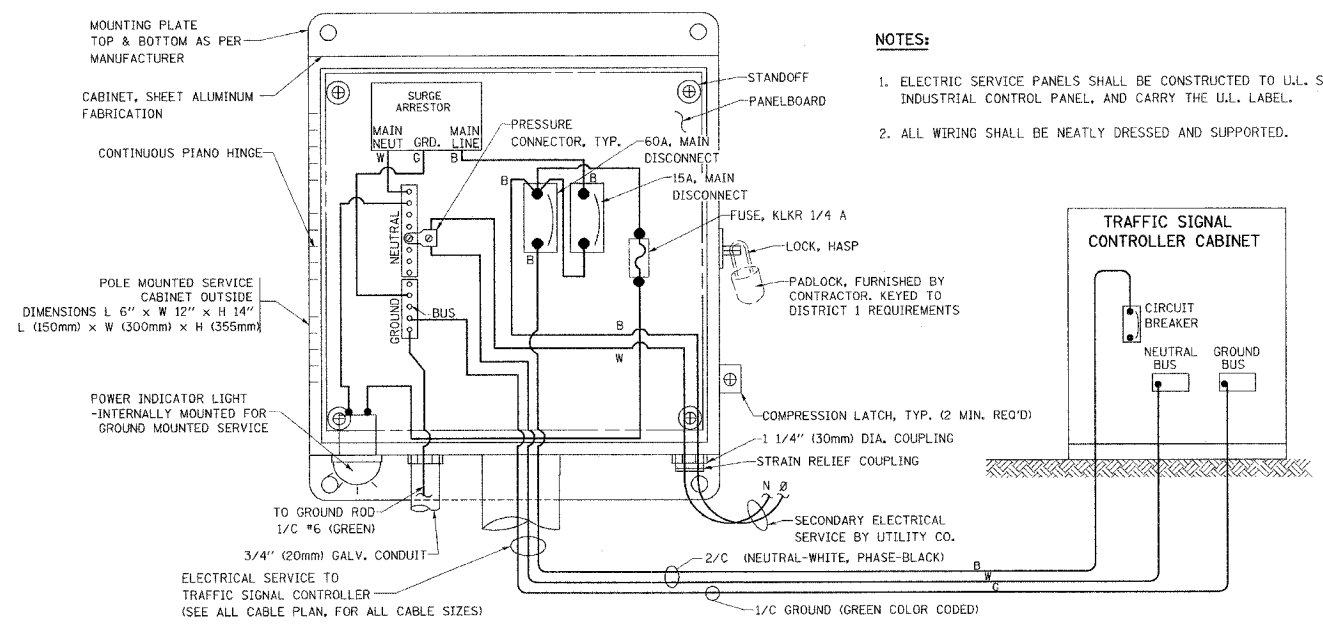 MOUNTING PLATE
TOP & BOTTOM AS PER
MANUFACTURER
CABINET, SHEET ALUMINUM
FABRICATION
CONTINUOUS PIANO HINGE
POLE MOUNTED SERVICE
CABINET OUTSIDE
DIMENSIONS L 6" x W 12" x H 14"
L (150mm) x W (300mm) x H (355mm)
POWER INDICATOR LIGHT
-INTERNALLY MOUNTED FOR
GROUND MOUNTED SERVICE
TO GROUND ROD
1/C #6 (GREEN)
3/4" (20mm) GALV. CONDUIT
ELECTRICAL SERVICE TO
TRAFFIC SIGNAL CONTROLLER
(SEE ALL CABLE PLAN, FOR ALL CABLE SIZES)
SURGE
ARRESTOR
MAIN
NEUT
GRD.
MAIN
LINE
W
G
B
NEUTRAL
GROUND
BUS
PRESSURE
CONNECTOR, TYP.
B
B
B
B
W
STANDOFF
PANELBOARD
60A, MAIN
DISCONNECT
15A, MAIN
DISCONNECT
FUSE, KLKR 1/4 A
LOCK, HASP
PADLOCK, FURNISHED BY
CONTRACTOR. KEYED TO
DISTRICT 1 REQUIREMENTS
COMPRESSION LATCH, TYP. (2 MIN. REQ'D)
1 1/4" (30mm) DIA. COUPLING
STRAIN RELIEF COUPLING
N Ø
SECONDARY ELECTRICAL
SERVICE BY UTILITY CO.
2/C (NEUTRAL-WHITE, PHASE-BLACK)
B
W
G
1/C GROUND (GREEN COLOR CODED)
NOTES:
1. ELECTRIC SERVICE PANELS SHALL BE CONSTRUCTED TO U.L. S
INDUSTRIAL CONTROL PANEL, AND CARRY THE U.L. LABEL.
2. ALL WIRING SHALL BE NEATLY DRESSED AND SUPPORTED.
TRAFFIC SIGNAL
CONTROLLER CABINET
CIRCUIT
BREAKER
NEUTRAL
BUS
GROUND
BUS